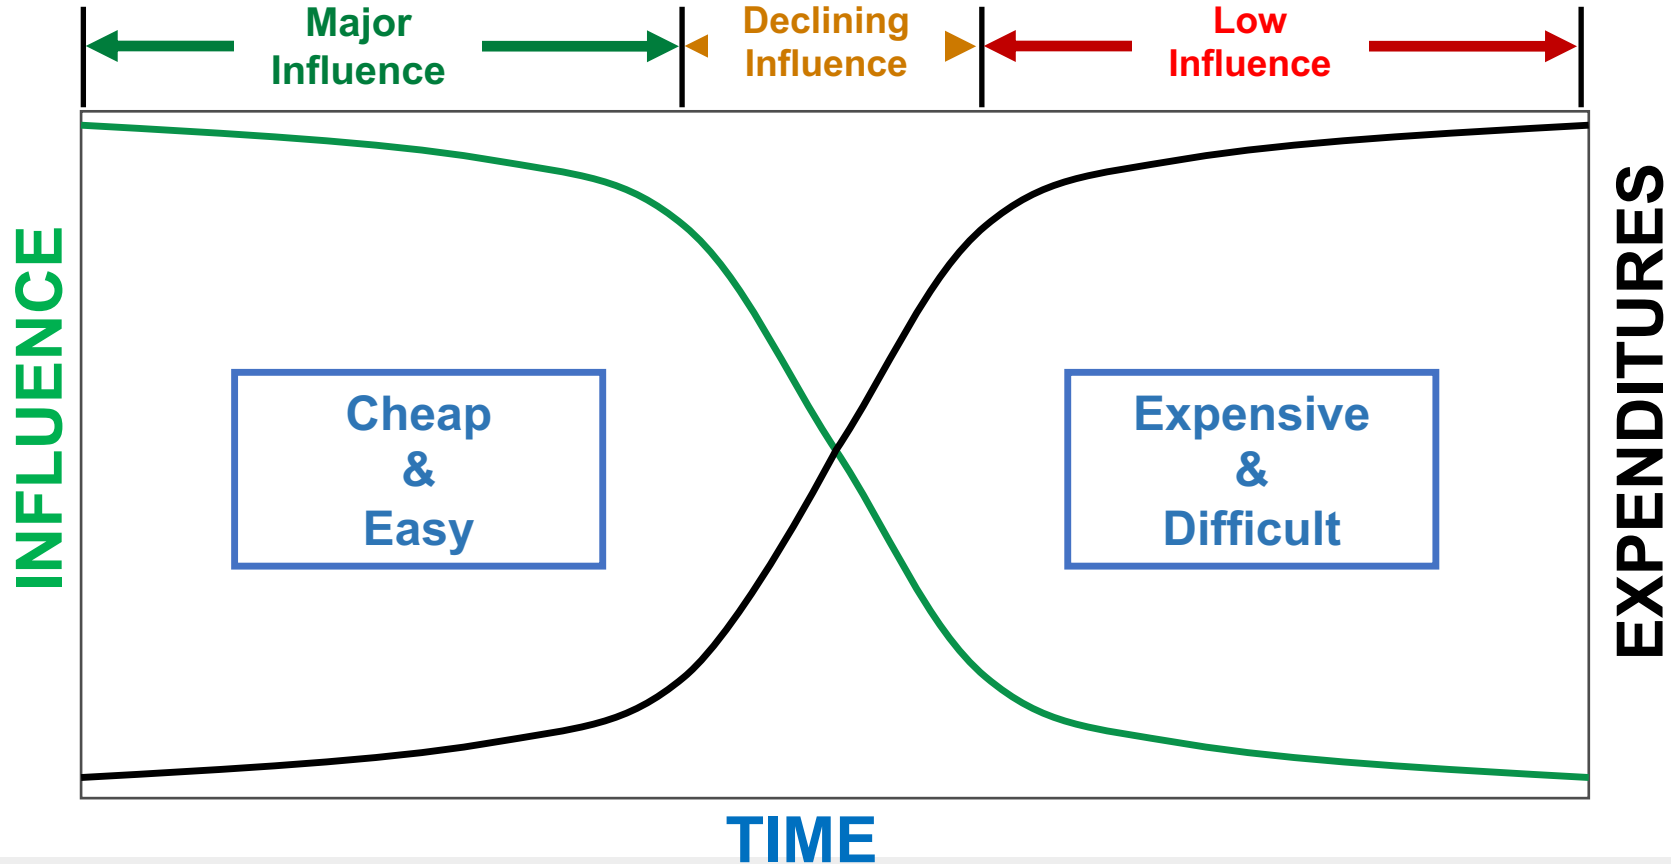 Major
Influence
Declining
Influence
Low
Influence
INFLUENCE
Cheap
&
Easy
Expensive
&
Difficult
EXPENDITURES
TIME